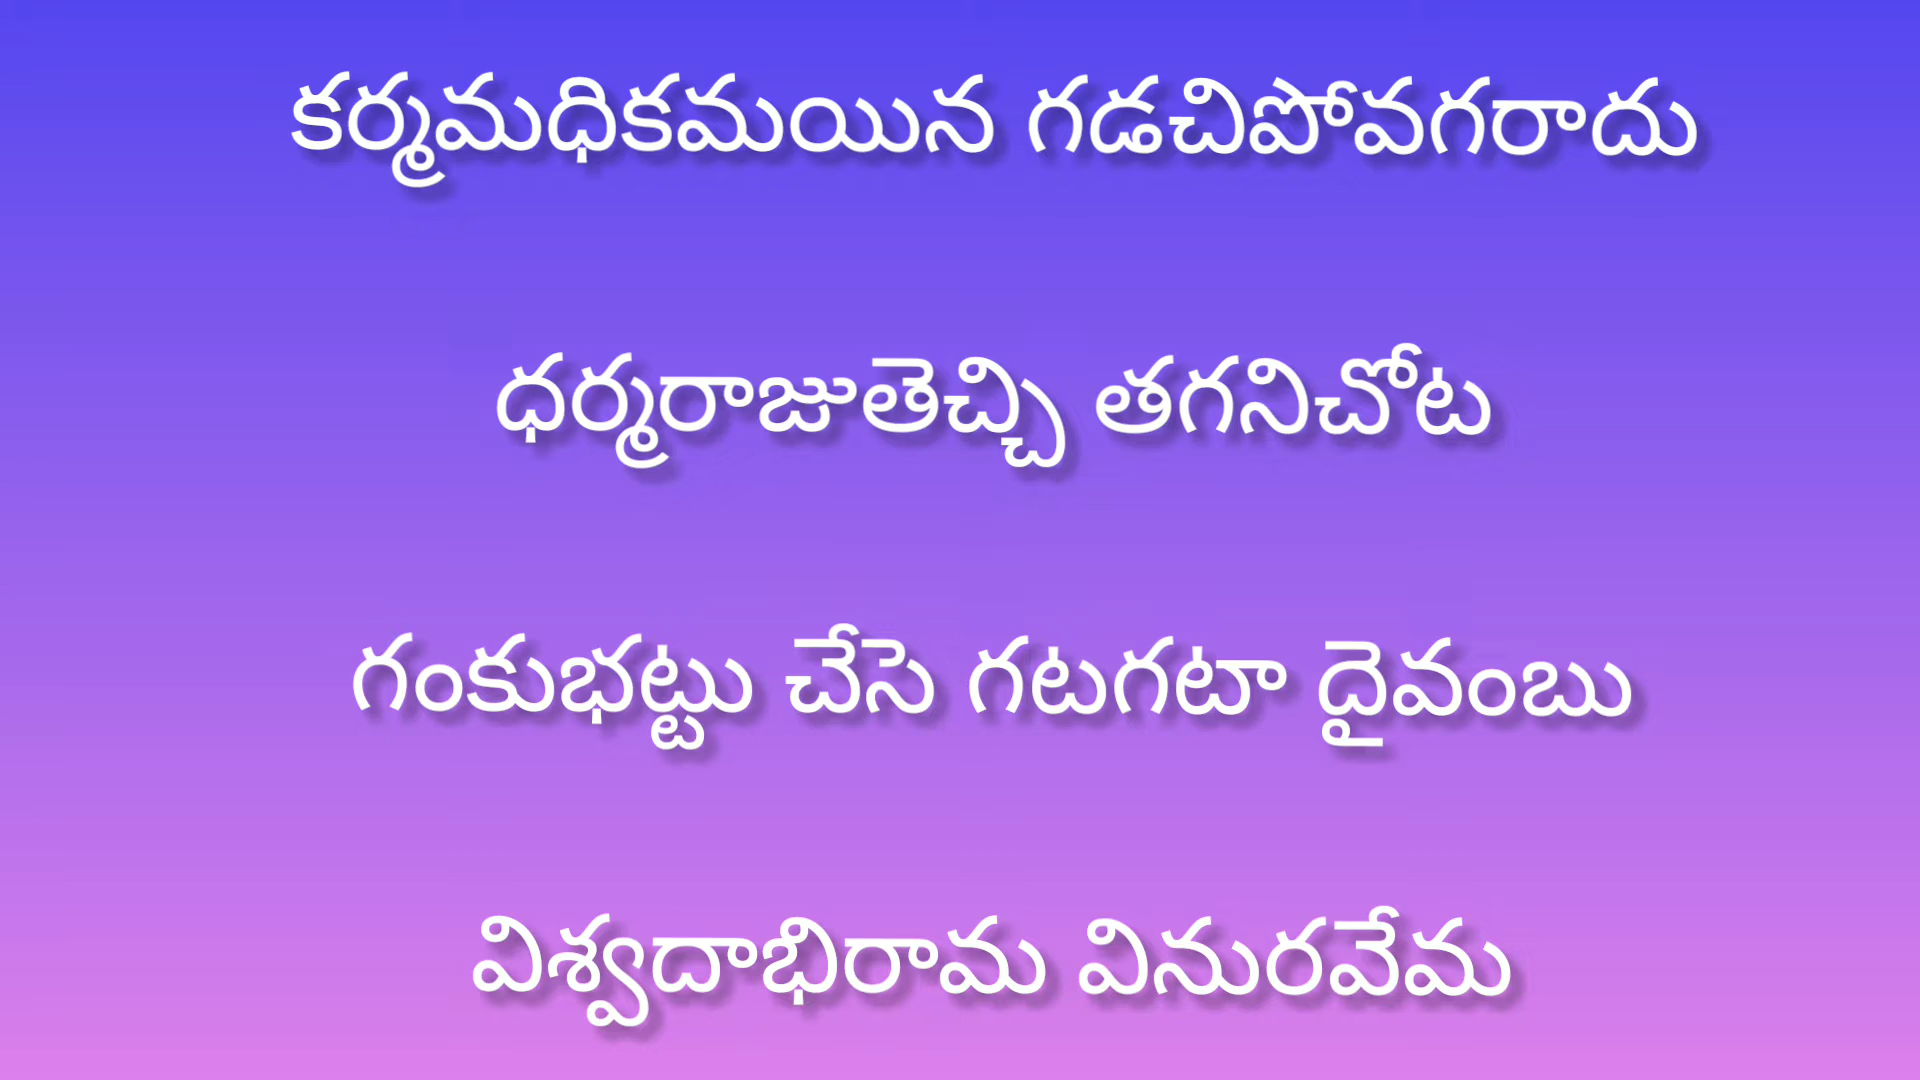 కర్మమధికమయిన గడచిపోవగరాదు
ధర్మరాజుతెచ్చి తగనిచోట
గంకుభట్టు చేసె గటగటా దైవంబు
విశ్వదాభిరామ వినురవేమ